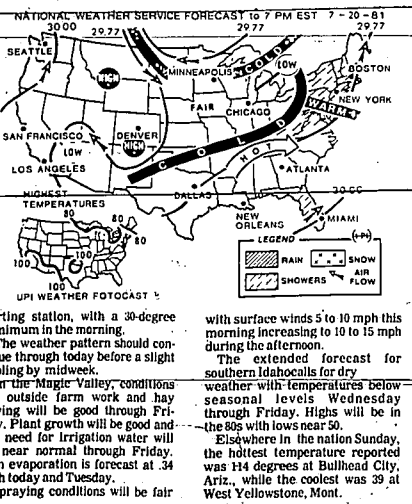 NATIONAL WEATHER SERVICE FORECAST to 7 PM EST 7-20-81
30.00 29.77 29.77 29.77
SEATTLE
BOSTON
MINNEAPOLIS
COLD
LOW
HIGH
NEW YORK
FAIR
CHICAGO
WARM
SAN FRANCISCO
DENVER
LOW
HIGH
COLD
HOT
LOS ANGELES
ATLANTA
HIGHEST
TEMPERATURES
DALLAS
30.00
80
80
80
NEW
ORLEANS
MIAMI
100
100
100
LEGEND
RAIN
SNOW
SHOWERS
AIR
FLOW
UPI WEATHER FOTOCAST
rting station, with a 30-degree
nimum in the morning.
The weather pattern should con-
ue through today before a slight
ling by midweek.
In the Magic Valley, conditions
outside farm work and hay
ing will be good through Fri-
y. Plant growth will be good and
need for irrigation water will
near normal through Friday.
n evaporation is forecast at .34
h today and Tuesday.
praying conditions will be fair
with surface winds 5 to 10 mph this
morning increasing to 10 to 15 mph
during the afternoon.
The extended forecast for
southern Idaho calls for dry
weather with temperatures below
seasonal levels Wednesday
through Friday. Highs will be in
the 80s with lows near 50.
Elsewhere in the nation Sunday,
the hottest temperature reported
was 114 degrees at Bullhead City,
Ariz., while the coolest was 39 at
West Yellowstone, Mont.